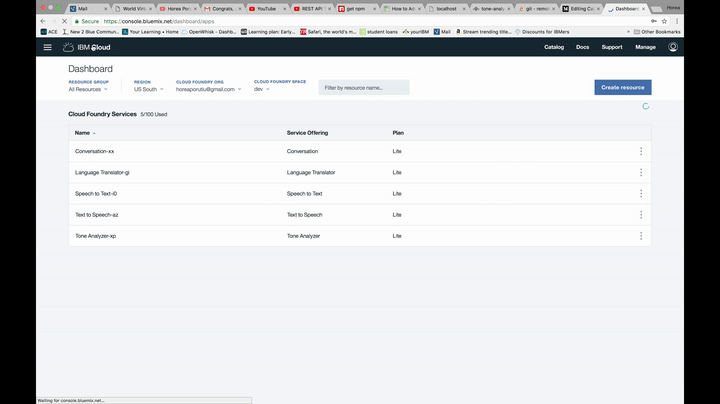 Mail
World Virtu
Horea Por
Congratu
YouTube
REST API
get npm
How to Ad
localhost
tone-analy
git - remo
Editing Co
Dashboard
Horea
Secure
https://console.bluemix.net/dashboard/apps
ACE
New 2 Blue Commun
Your Learning • Home
OpenWhisk - Dashb...
Learning plan: Early...
student loans
yourIBM
Mail
Stream trending title...
Discounts for IBMers
Other Bookmarks
IBM Cloud
Catalog
Docs
Support
Manage
Dashboard
RESOURCE GROUP
All Resources
REGION
US South
CLOUD FOUNDRY ORG
horeaporutiu@gmail.com
CLOUD FOUNDRY SPACE
dev
Filter by resource name...
Create resource
Cloud Foundry Services 5/100 Used
Name Service Offering Plan
Conversation-xx Conversation Lite
Language Translator-gi Language Translator Lite
Speech to Text-i0 Speech to Text Lite
Text to Speech-az Text to Speech Lite
Tone Analyzer-xp Tone Analyzer Lite
Waiting for console.bluemix.net...